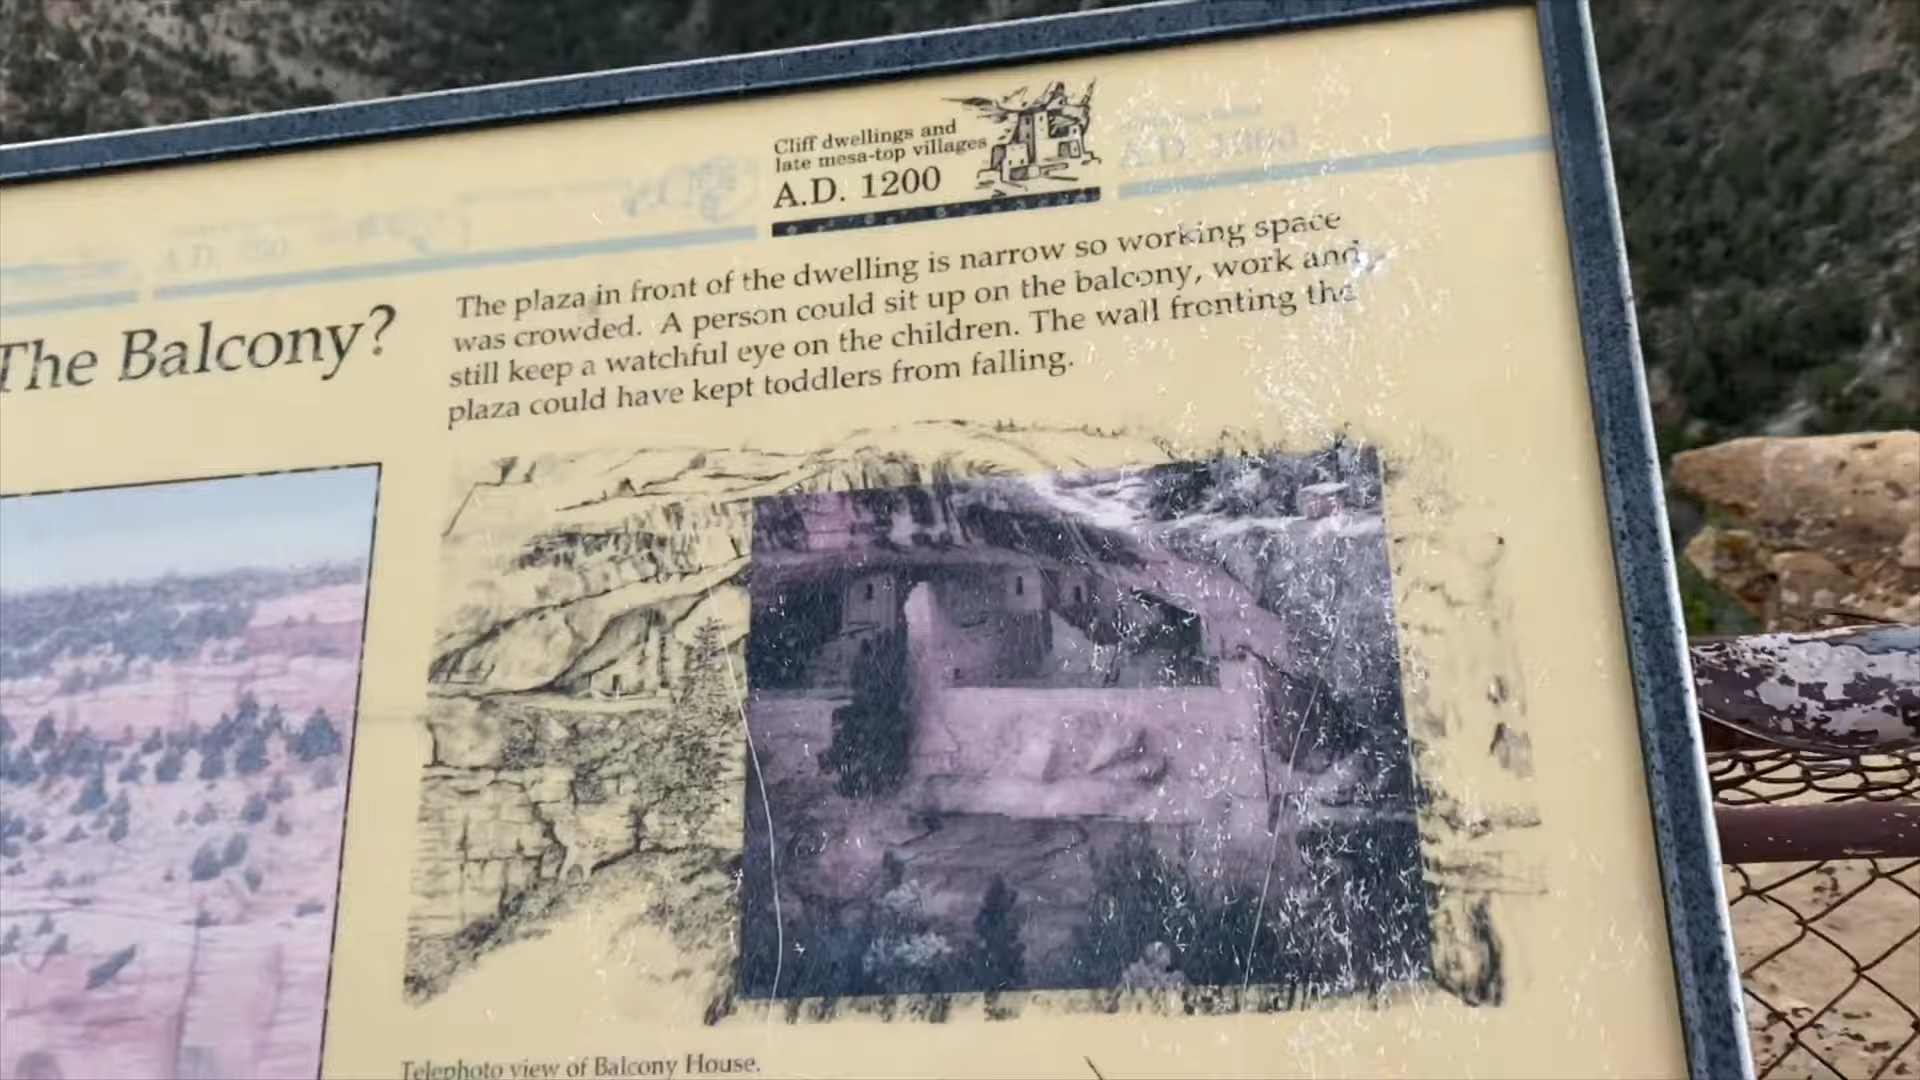 Cliff dwellings and
late mesa-top villages
A.D. 1200
The Balcony?
The plaza in front of the dwelling is narrow so working space
was crowded. A person could sit up on the balcony, work and
still keep a watchful eye on the children. The wall fronting the
plaza could have kept toddlers from falling.
Telephoto view of Balcony House.